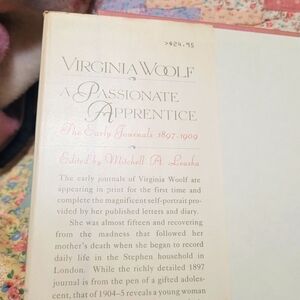 >$24.95
VIRGINIA WOOLF
A PASSIONATE
APPRENTICE
The Early Journals 1897-1909
Edited by Mitchell A. Leaska
The early journals of Virginia Woolf are
appearing in print for the first time and
complete the magnificent self-portrait pro-
vided by her published letters and diary.
She was almost fifteen and recovering
from the madness that followed her
mother's death when she began to record
daily life in the Stephen household in
London. While the richly detailed 1897
journal is from the pen of a gifted adoles-
cent, that of 1904-5 reveals a young woman